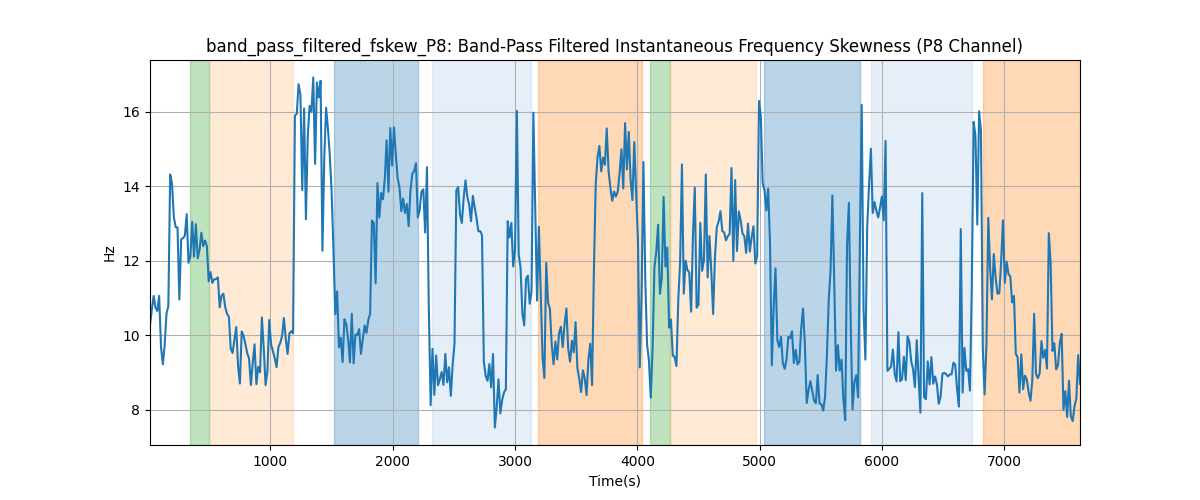 band_pass_filtered_fskew_P8: Band-Pass Filtered Instantaneous Frequency Skewness (P8 Channel)
16
14
12
10
8
Hz
1000 2000 3000 4000 5000 6000 7000
Time(s)